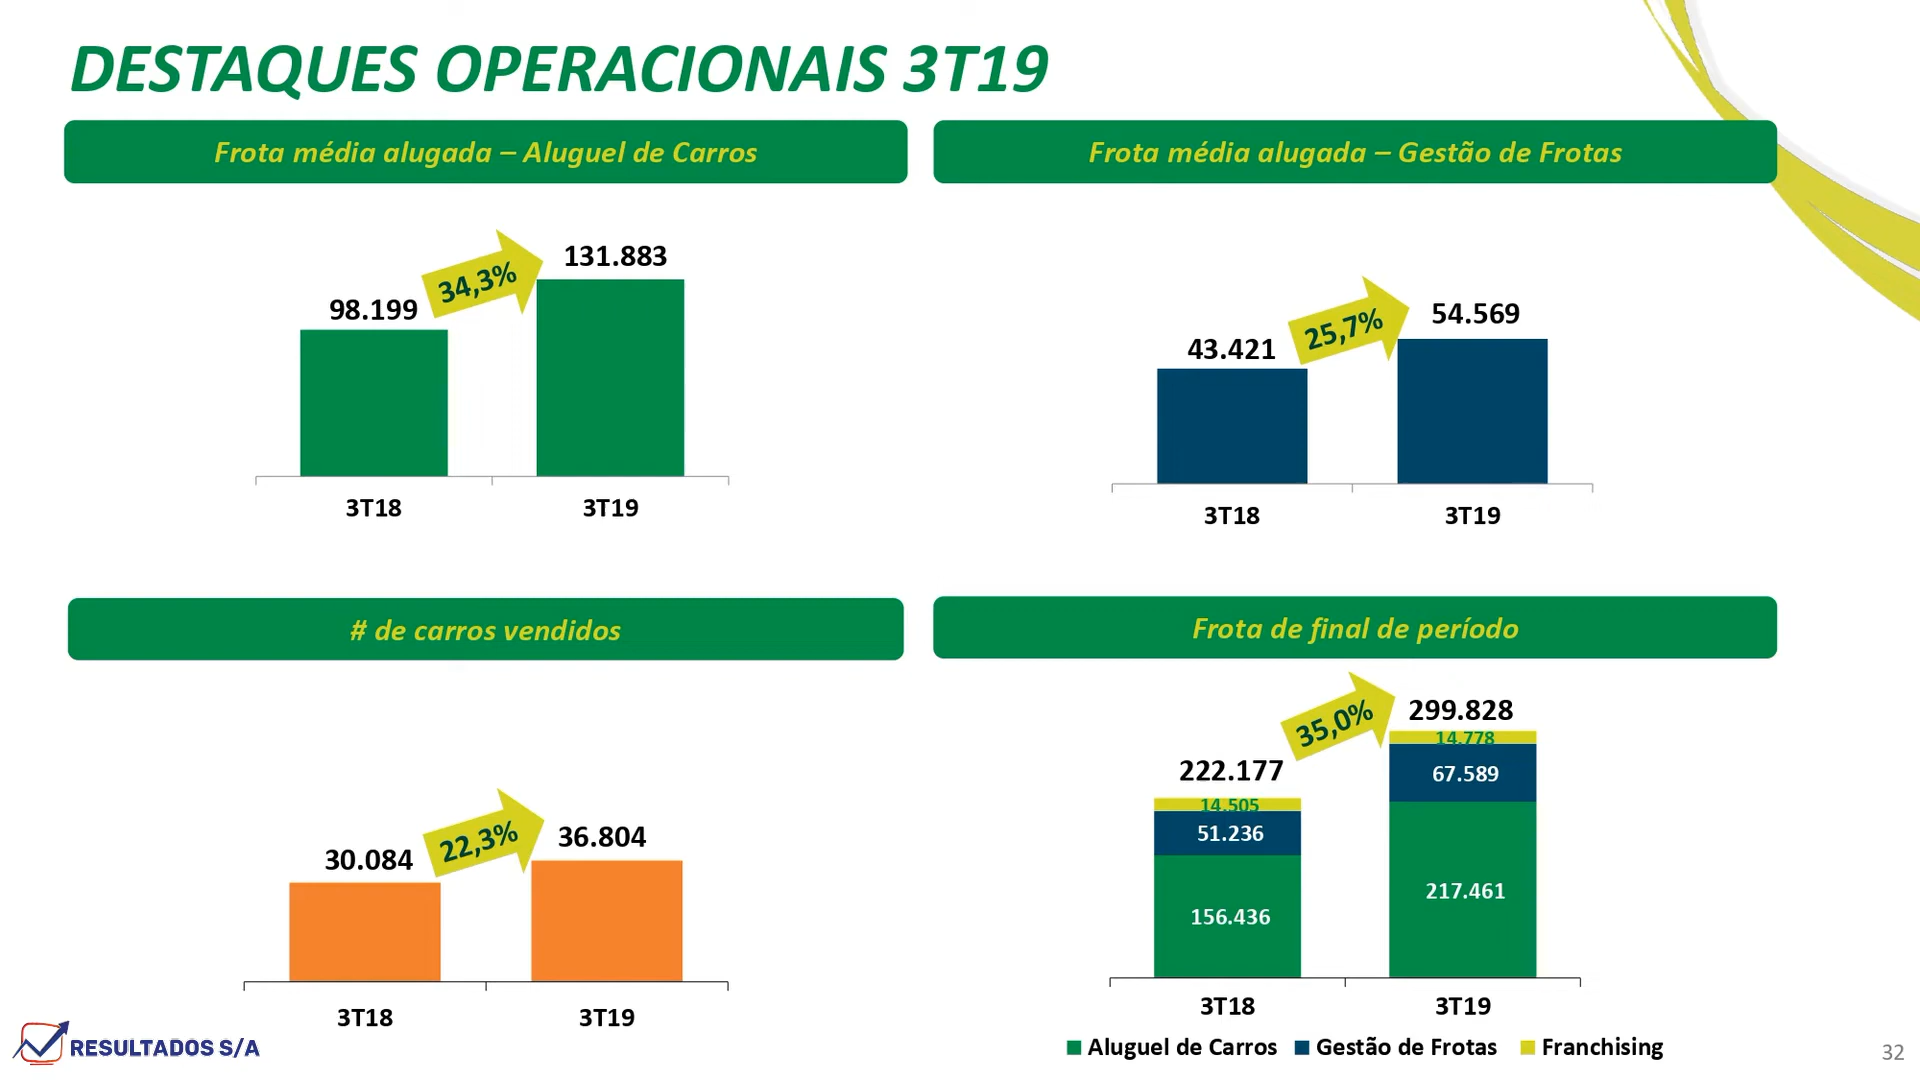 DESTAQUES OPERACIONAIS 3T19
Frota média alugada – Aluguel de Carros
98.199
34,3%
131.883
3T18
3T19
Frota média alugada – Gestão de Frotas
43.421
25,7%
54.569
3T18
3T19
# de carros vendidos
30.084
22,3%
36.804
3T18
3T19
Frota de final de período
222.177
35,0%
299.828
14.505
14.778
51.236
67.589
156.436
217.461
3T18
3T19
Aluguel de Carros
Gestão de Frotas
Franchising
RESULTADOS S/A
32